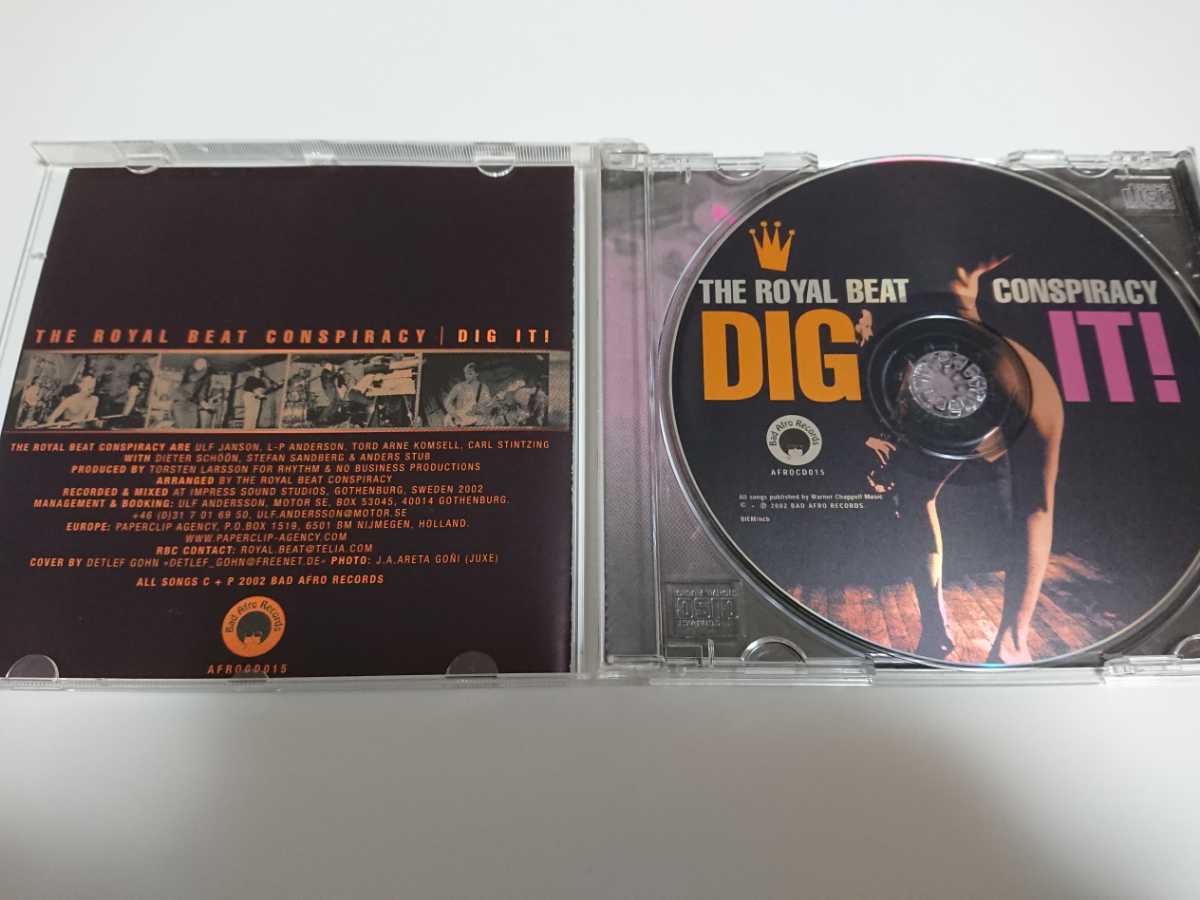 THE ROYAL BEAT CONSPIRACY | DIG IT!
THE ROYAL BEAT CONSPIRACY ARE ULF JANSON, L-P ANDERSON, TORD ARNE KOMSELL, CARL STINTZING
WITH DIETER SCHÖÖN, STEFAN SANDBERG & ANDERS STUB
PRODUCED BY TORSTEN LARSSON FOR RHYTHM & NO BUSINESS PRODUCTIONS
ARRANGED BY THE ROYAL BEAT CONSPIRACY
RECORDED & MIXED AT IMPRESS SOUND STUDIOS, GOTHENBURG, SWEDEN 2002
MANAGEMENT & BOOKING: ULF ANDERSSON, MOTOR SE, BOX 53045, 40014 GOTHENBURG.
+46 (0)31 7 01 69 50, ULF.ANDERSSON@MOTOR.SE
EUROPE: PAPERCLIP AGENCY, P.O.BOX 1519, 6501 BM NIJMEGEN, HOLLAND.
WWW.PAPERCLIP-AGENCY.COM
RBC CONTACT: ROYAL.BEAT@TELIA.COM
COVER BY DETLEF GOHN «DETLEF_GOHN@FREENET.DE» PHOTO: J.A.ARETA GOÑI (JUXE)
ALL SONGS C + P 2002 BAD AFRO RECORDS
Bad Afro Records
AFROCD015
THE ROYAL BEAT CONSPIRACY
DIG IT!
Bad Afro Records
AFROCD015
All songs published by Warner Chappell Music
© + ℗ 2002 BAD AFRO RECORDS
disc